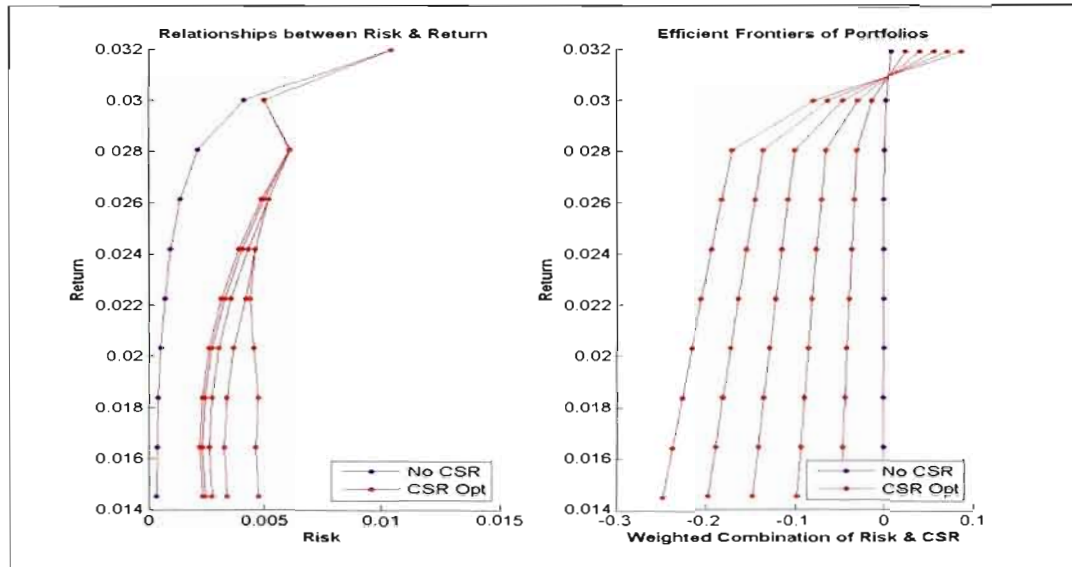 Relationships between Risk & Return
0.032
0.03
0.028
0.026
0.024
0.022
0.02
0.018
0.016
0.014
Return
No CSR
CSR Opt
0
0.005
0.01
0.015
Risk
Efficient Frontiers of Portfolios
0.032
0.03
0.028
0.026
0.024
0.022
0.02
0.018
0.016
0.014
Return
No CSR
CSR Opt
-0.3
-0.2
-0.1
0
0.1
Weighted Combination of Risk & CSR